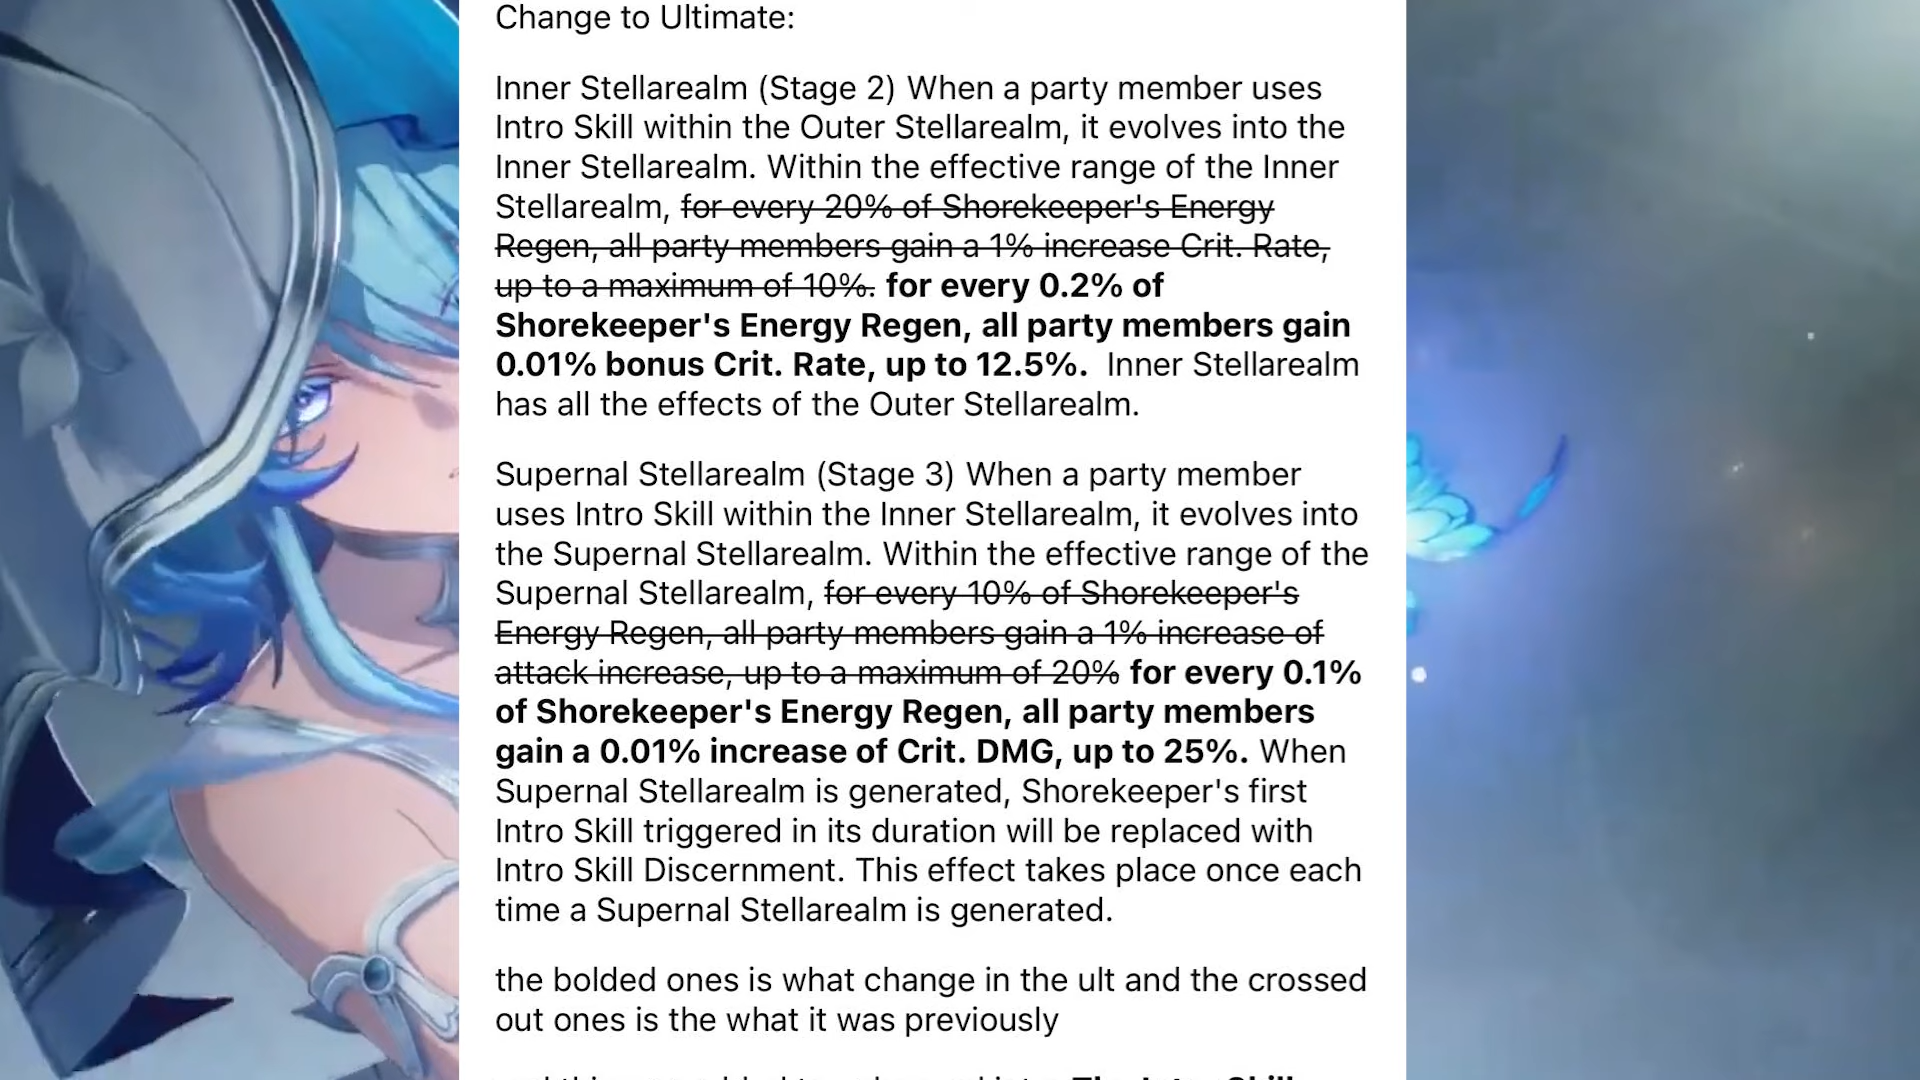 Change to Ultimate:
Inner Stellarealm (Stage 2) When a party member uses
Intro Skill within the Outer Stellarealm, it evolves into the
Inner Stellarealm. Within the effective range of the Inner
Stellarealm, for every 20% of Shorekeeper's Energy
Regen, all party members gain a 1% increase Crit. Rate,
up to a maximum of 10%. for every 0.2% of
Shorekeeper's Energy Regen, all party members gain
0.01% bonus Crit. Rate, up to 12.5%. Inner Stellarealm
has all the effects of the Outer Stellarealm.
Supernal Stellarealm (Stage 3) When a party member
uses Intro Skill within the Inner Stellarealm, it evolves into
the Supernal Stellarealm. Within the effective range of the
Supernal Stellarealm, for every 10% of Shorekeeper's
Energy Regen, all party members gain a 1% increase of
attack increase, up to a maximum of 20% for every 0.1%
of Shorekeeper's Energy Regen, all party members
gain a 0.01% increase of Crit. DMG, up to 25%. When
Supernal Stellarealm is generated, Shorekeeper's first
Intro Skill triggered in its duration will be replaced with
Intro Skill Discernment. This effect takes place once each
time a Supernal Stellarealm is generated.
the bolded ones is what change in the ult and the crossed
out ones is the what it was previously